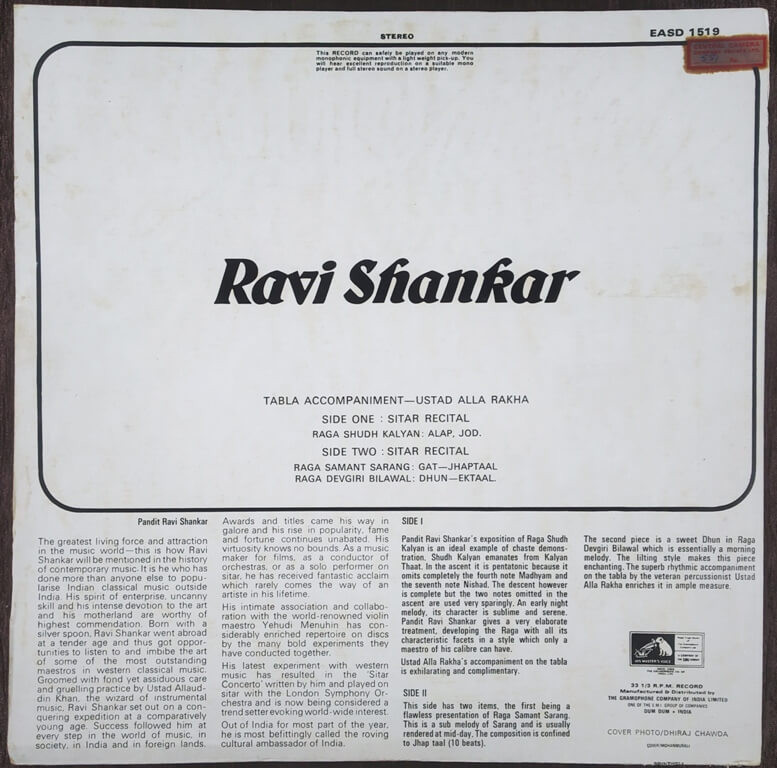 STEREO
EASD 1519
This RECORD can safely be played on any modern
monophonic equipment with a light weight pick-up. You
will hear excellent reproduction on a suitable mono
player and full stereo sound on a stereo player.
CENTRAL CAMERA
Ravi Shankar
TABLA ACCOMPANIMENT—USTAD ALLA RAKHA
SIDE ONE : SITAR RECITAL
RAGA SHUDH KALYAN: ALAP, JOD.
SIDE TWO : SITAR RECITAL
RAGA SAMANT SARANG: GAT—JHAPTAAL
RAGA DEVGIRI BILAWAL: DHUN—EKTAAL.
Pandit Ravi Shankar
The greatest living force and attraction
in the music world—this is how Ravi
Shankar will be mentioned in the history
of contemporary music. It is he who has
done more than anyone else to popu-
larise Indian classical music outside
India. His spirit of enterprise, uncanny
skill and his intense devotion to the art
and his motherland are worthy of
highest commendation. Born with a
silver spoon, Ravi Shankar went abroad
at a tender age and thus got oppor-
tunities to listen to and imbibe the art
of some of the most outstanding
maestros in western classical music.
Groomed with fond yet assiduous care
and gruelling practice by Ustad Allaud-
din Khan, the wizard of instrumental
music, Ravi Shankar set out on a con-
quering expedition at a comparatively
young age. Success followed him at
every step in the world of music, in
society, in India and in foreign lands.
Awards and titles came his way in
galore and his rise in popularity, fame
and fortune continues unabated. His
virtuosity knows no bounds. As a music
maker for films, as a conductor of
orchestras, or as a solo performer on
sitar, he has received fantastic acclaim
which rarely comes the way of an
artiste in his lifetime.
His intimate association and collabo-
ration with the world-renowned violin
maestro Yehudi Menuhin has con-
siderably enriched repertoire on discs
by the many bold experiments they
have conducted together.
His latest experiment with western
music has resulted in the 'Sitar
Concerto' written by him and played on
sitar with the London Symphony Or-
chestra and is now being considered a
trend setter evoking world-wide interest.
Out of India for most part of the year,
he is most befittingly called the roving
cultural ambassador of India.
SIDE I
Pandit Ravi Shankar's exposition of Raga Shudh
Kalyan is an ideal example of chaste demons-
tration. Shudh Kalyan emanates from Kalyan
Thaat. In the ascent it is pentatonic because it
omits completely the fourth note Madhyam and
the seventh note Nishad. The descent however
is complete but the two notes omitted in the
ascent are used very sparingly. An early night
melody, its character is sublime and serene.
Pandit Ravi Shankar gives a very elaborate
treatment, developing the Raga with all its
characteristic facets in a style which only a
maestro of his calibre can have.
Ustad Alla Rakha's accompaniment on the tabla
is exhilarating and complimentary.
SIDE II
This side has two items, the first being a
flawless presentation of Raga Samant Sarang.
This is a sub melody of Sarang and is usually
rendered at mid-day. The composition is confined
to Jhap taal (10 beats).
The second piece is a sweet Dhun in Raga
Devgiri Bilawal which is essentially a morning
melody. The lilting style makes this piece
enchanting. The superb rhythmic accompaniment
on the tabla by the veteran percussionist Ustad
Alla Rakha enriches it in ample measure.
HIS MASTER'S VOICE
33 1/3 R.P.M. RECORD
Manufactured & Distributed by
THE GRAMOPHONE COMPANY OF INDIA LIMITED
ONE OF THE E.M.I. GROUP OF COMPANIES
DUM DUM • INDIA
COVER PHOTO/DHIRAJ CHAWDA